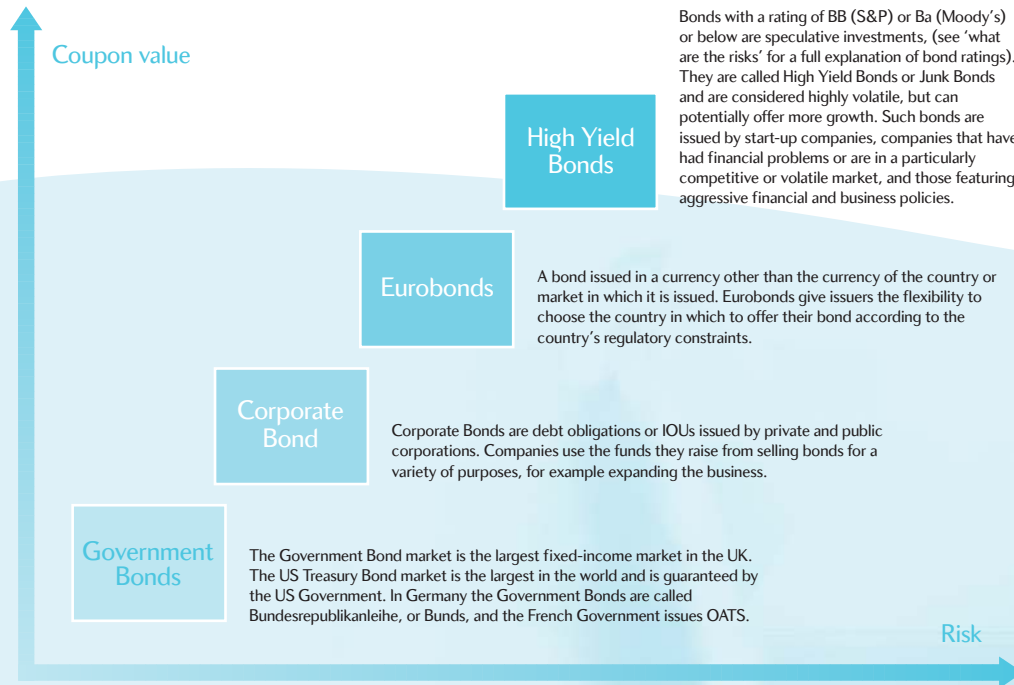 Coupon value
Bonds with a rating of BB (S&P) or Ba (Moody's)
or below are speculative investments, (see 'what
are the risks' for a full explanation of bond ratings).
They are called High Yield Bonds or Junk Bonds
and are considered highly volatile, but can
potentially offer more growth. Such bonds are
issued by start-up companies, companies that have
had financial problems or are in a particularly
competitive or volatile market, and those featuring
aggressive financial and business policies.
High Yield
Bonds
Eurobonds
A bond issued in a currency other than the currency of the country or
market in which it is issued. Eurobonds give issuers the flexibility to
choose the country in which to offer their bond according to the
country's regulatory constraints.
Corporate
Bond
Corporate Bonds are debt obligations or IOUs issued by private and public
corporations. Companies use the funds they raise from selling bonds for a
variety of purposes, for example expanding the business.
Government
Bonds
The Government Bond market is the largest fixed-income market in the UK.
The US Treasury Bond market is the largest in the world and is guaranteed by
the US Government. In Germany the Government Bonds are called
Bundesrepublikanleihe, or Bunds, and the French Government issues OATS.
Risk